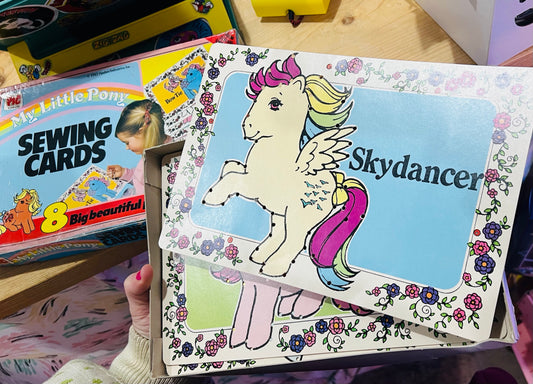 My Little Pony
SEWING
CARDS
8 Big beautiful
Skydancer